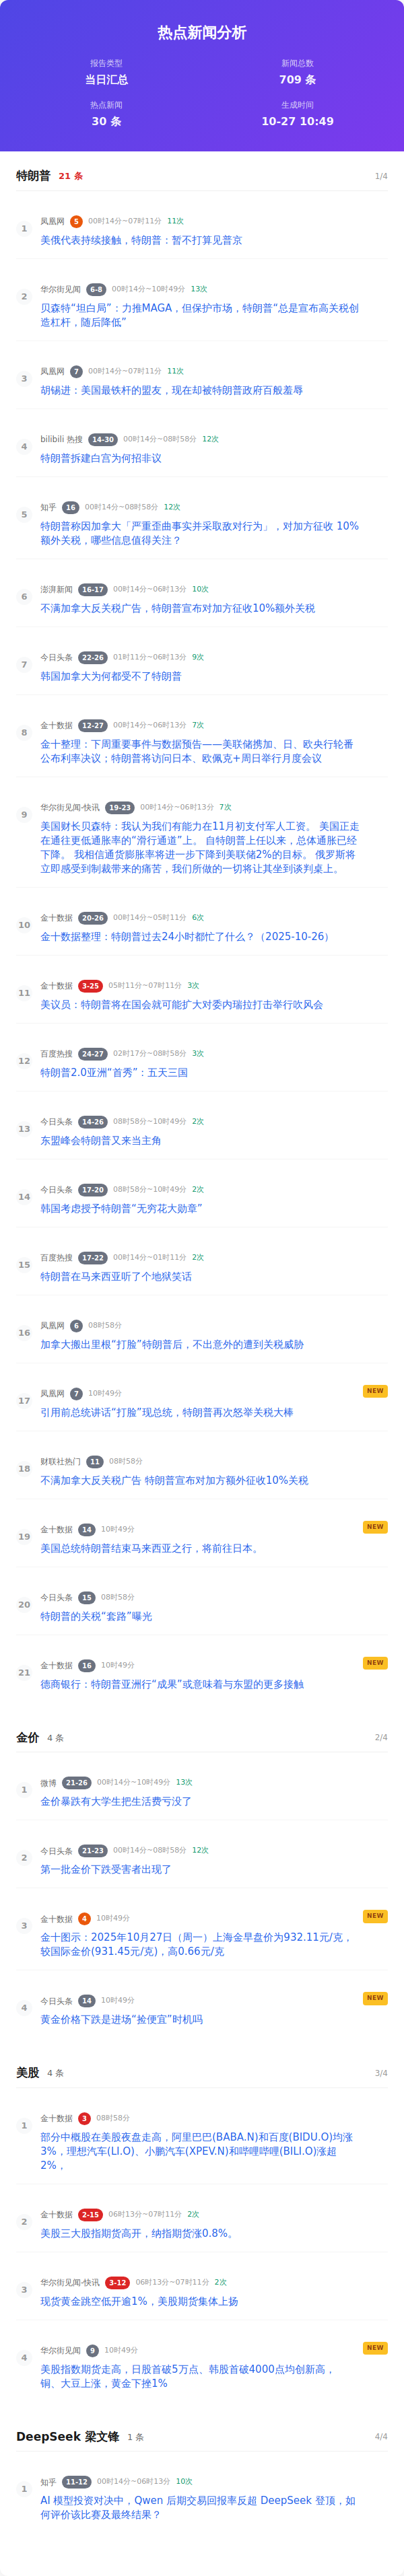 热点新闻分析
报告类型
当日汇总
新闻总数
709 条
热点新闻
30 条
生成时间
10-27 10:49
特朗普 21 条 1/4
1
凤凰网 5 00时14分~07时11分 11次
美俄代表持续接触，特朗普：暂不打算见普京
2
华尔街见闻 6-8 00时14分~10时49分 13次
贝森特“坦白局”：力推MAGA，但保护市场，特朗普“总是宣布高关税创
造杠杆，随后降低”
3
凤凰网 7 00时14分~07时11分 11次
胡锡进：美国最铁杆的盟友，现在却被特朗普政府百般羞辱
4
bilibili 热搜 14-30 00时14分~08时58分 12次
特朗普拆建白宫为何招非议
5
知乎 16 00时14分~08时58分 12次
特朗普称因加拿大「严重歪曲事实并采取敌对行为」，对加方征收 10%
额外关税，哪些信息值得关注？
6
澎湃新闻 16-17 00时14分~06时13分 10次
不满加拿大反关税广告，特朗普宣布对加方征收10%额外关税
7
今日头条 22-26 01时11分~06时13分 9次
韩国加拿大为何都受不了特朗普
8
金十数据 12-27 00时14分~06时13分 7次
金十整理：下周重要事件与数据预告——美联储携加、日、欧央行轮番
公布利率决议；特朗普将访问日本、欧佩克+周日举行月度会议
9
华尔街见闻-快讯 19-23 00时14分~06时13分 7次
美国财长贝森特：我认为我们有能力在11月初支付军人工资。 美国正走
在通往更低通胀率的“滑行通道”上。 自特朗普上任以来，总体通胀已经
下降。 我相信通货膨胀率将进一步下降到美联储2%的目标。 俄罗斯将
立即感受到制裁带来的痛苦，我们所做的一切将让其坐到谈判桌上。
10
金十数据 20-26 00时14分~05时11分 6次
金十数据整理：特朗普过去24小时都忙了什么？（2025-10-26）
11
金十数据 3-25 05时11分~07时11分 3次
美议员：特朗普将在国会就可能扩大对委内瑞拉打击举行吹风会
12
百度热搜 24-27 02时17分~08时58分 3次
特朗普2.0亚洲“首秀”：五天三国
13
今日头条 14-26 08时58分~10时49分 2次
东盟峰会特朗普又来当主角
14
今日头条 17-20 08时58分~10时49分 2次
韩国考虑授予特朗普“无穷花大勋章”
15
百度热搜 17-22 00时14分~01时11分 2次
特朗普在马来西亚听了个地狱笑话
16
凤凰网 6 08时58分
加拿大搬出里根“打脸”特朗普后，不出意外的遭到关税威胁
17
凤凰网 7 10时49分 NEW
引用前总统讲话“打脸”现总统，特朗普再次怒举关税大棒
18
财联社热门 11 08时58分
不满加拿大反关税广告 特朗普宣布对加方额外征收10%关税
19
金十数据 14 10时49分 NEW
美国总统特朗普结束马来西亚之行，将前往日本。
20
今日头条 15 08时58分
特朗普的关税“套路”曝光
21
金十数据 16 10时49分 NEW
德商银行：特朗普亚洲行“成果”或意味着与东盟的更多接触
金价 4 条 2/4
1
微博 21-26 00时14分~10时49分 13次
金价暴跌有大学生把生活费亏没了
2
今日头条 21-23 00时14分~08时58分 12次
第一批金价下跌受害者出现了
3
金十数据 4 10时49分 NEW
金十图示：2025年10月27日（周一）上海金早盘价为932.11元/克，
较国际金价(931.45元/克)，高0.66元/克
4
今日头条 14 10时49分 NEW
黄金价格下跌是进场“捡便宜”时机吗
美股 4 条 3/4
1
金十数据 3 08时58分
部分中概股在美股夜盘走高，阿里巴巴(BABA.N)和百度(BIDU.O)均涨
3%，理想汽车(LI.O)、小鹏汽车(XPEV.N)和哔哩哔哩(BILI.O)涨超
2%，
2
金十数据 2-15 06时13分~07时11分 2次
美股三大股指期货高开，纳指期货涨0.8%。
3
华尔街见闻-快讯 3-12 06时13分~07时11分 2次
现货黄金跳空低开逾1%，美股期货集体上扬
4
华尔街见闻 9 10时49分 NEW
美股指数期货走高，日股首破5万点、韩股首破4000点均创新高，
铜、大豆上涨，黄金下挫1%
DeepSeek 梁文锋 1 条 4/4
1
知乎 11-12 00时14分~06时13分 10次
AI 模型投资对决中，Qwen 后期交易回报率反超 DeepSeek 登顶，如
何评价该比赛及最终结果？